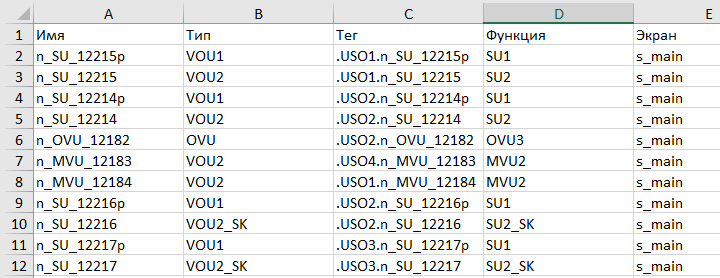 A B C D E
1 Имя Тип Тег Функция Экран
2 n_SU_12215p VOU1 .USO1.n_SU_12215p SU1 s_main
3 n_SU_12215 VOU2 .USO1.n_SU_12215 SU2 s_main
4 n_SU_12214p VOU1 .USO2.n_SU_12214p SU1 s_main
5 n_SU_12214 VOU2 .USO2.n_SU_12214 SU2 s_main
6 n_OVU_12182 OVU .USO2.n_OVU_12182 OVU3 s_main
7 n_MVU_12183 VOU2 .USO4.n_MVU_12183 MVU2 s_main
8 n_MVU_12184 VOU2 .USO1.n_MVU_12184 MVU2 s_main
9 n_SU_12216p VOU1 .USO2.n_SU_12216p SU1 s_main
10 n_SU_12216 VOU2_SK .USO2.n_SU_12216 SU2_SK s_main
11 n_SU_12217p VOU1 .USO3.n_SU_12217p SU1 s_main
12 n_SU_12217 VOU2_SK .USO3.n_SU_12217 SU2_SK s_main